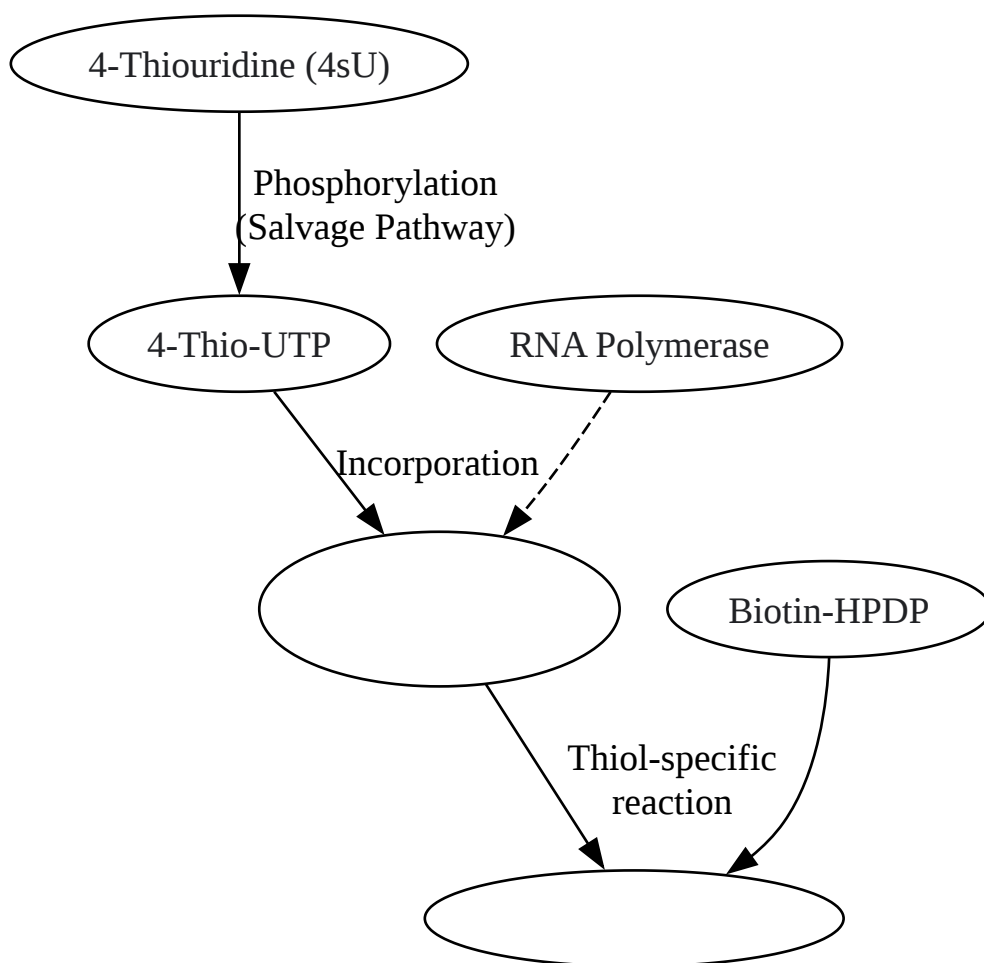 4-Thiouridine (4sU)
Phosphorylation
(Salvage Pathway)
4-Thio-UTP
RNA Polymerase
Incorporation
Biotin-HPDP
Thiol-specific
reaction